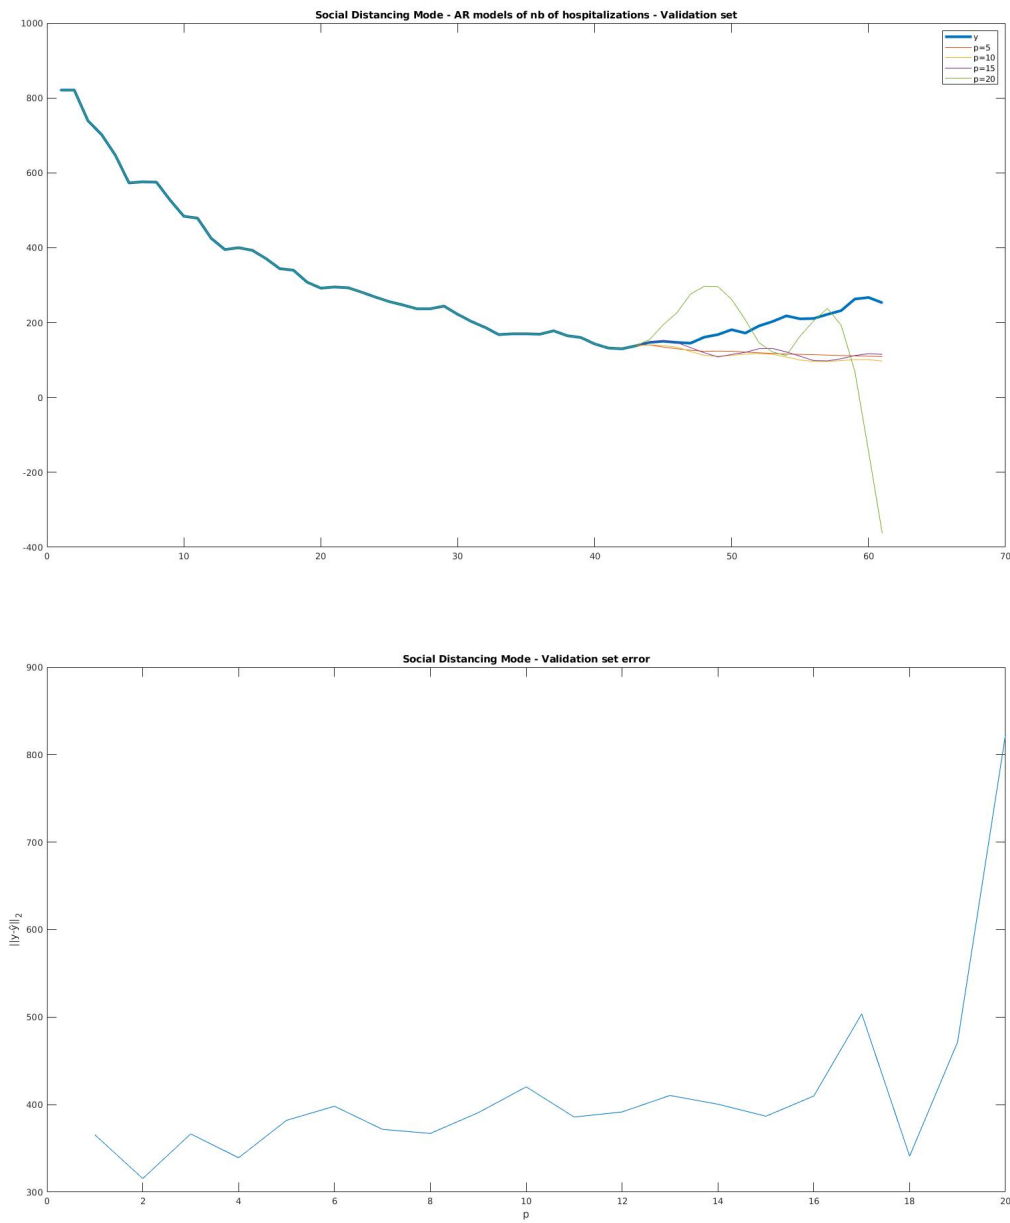 Social Distancing Mode - AR models of nb of hospitalizations - Validation set
1000
800
600
400
200
0
-200
-400
0 10 20 30 40 50 60 70
y
p=5
p=10
p=15
p=20
Social Distancing Mode - Validation set error
900
800
700
600
500
400
300
||y-ŷ||2
0 2 4 6 8 10 12 14 16 18 20
p